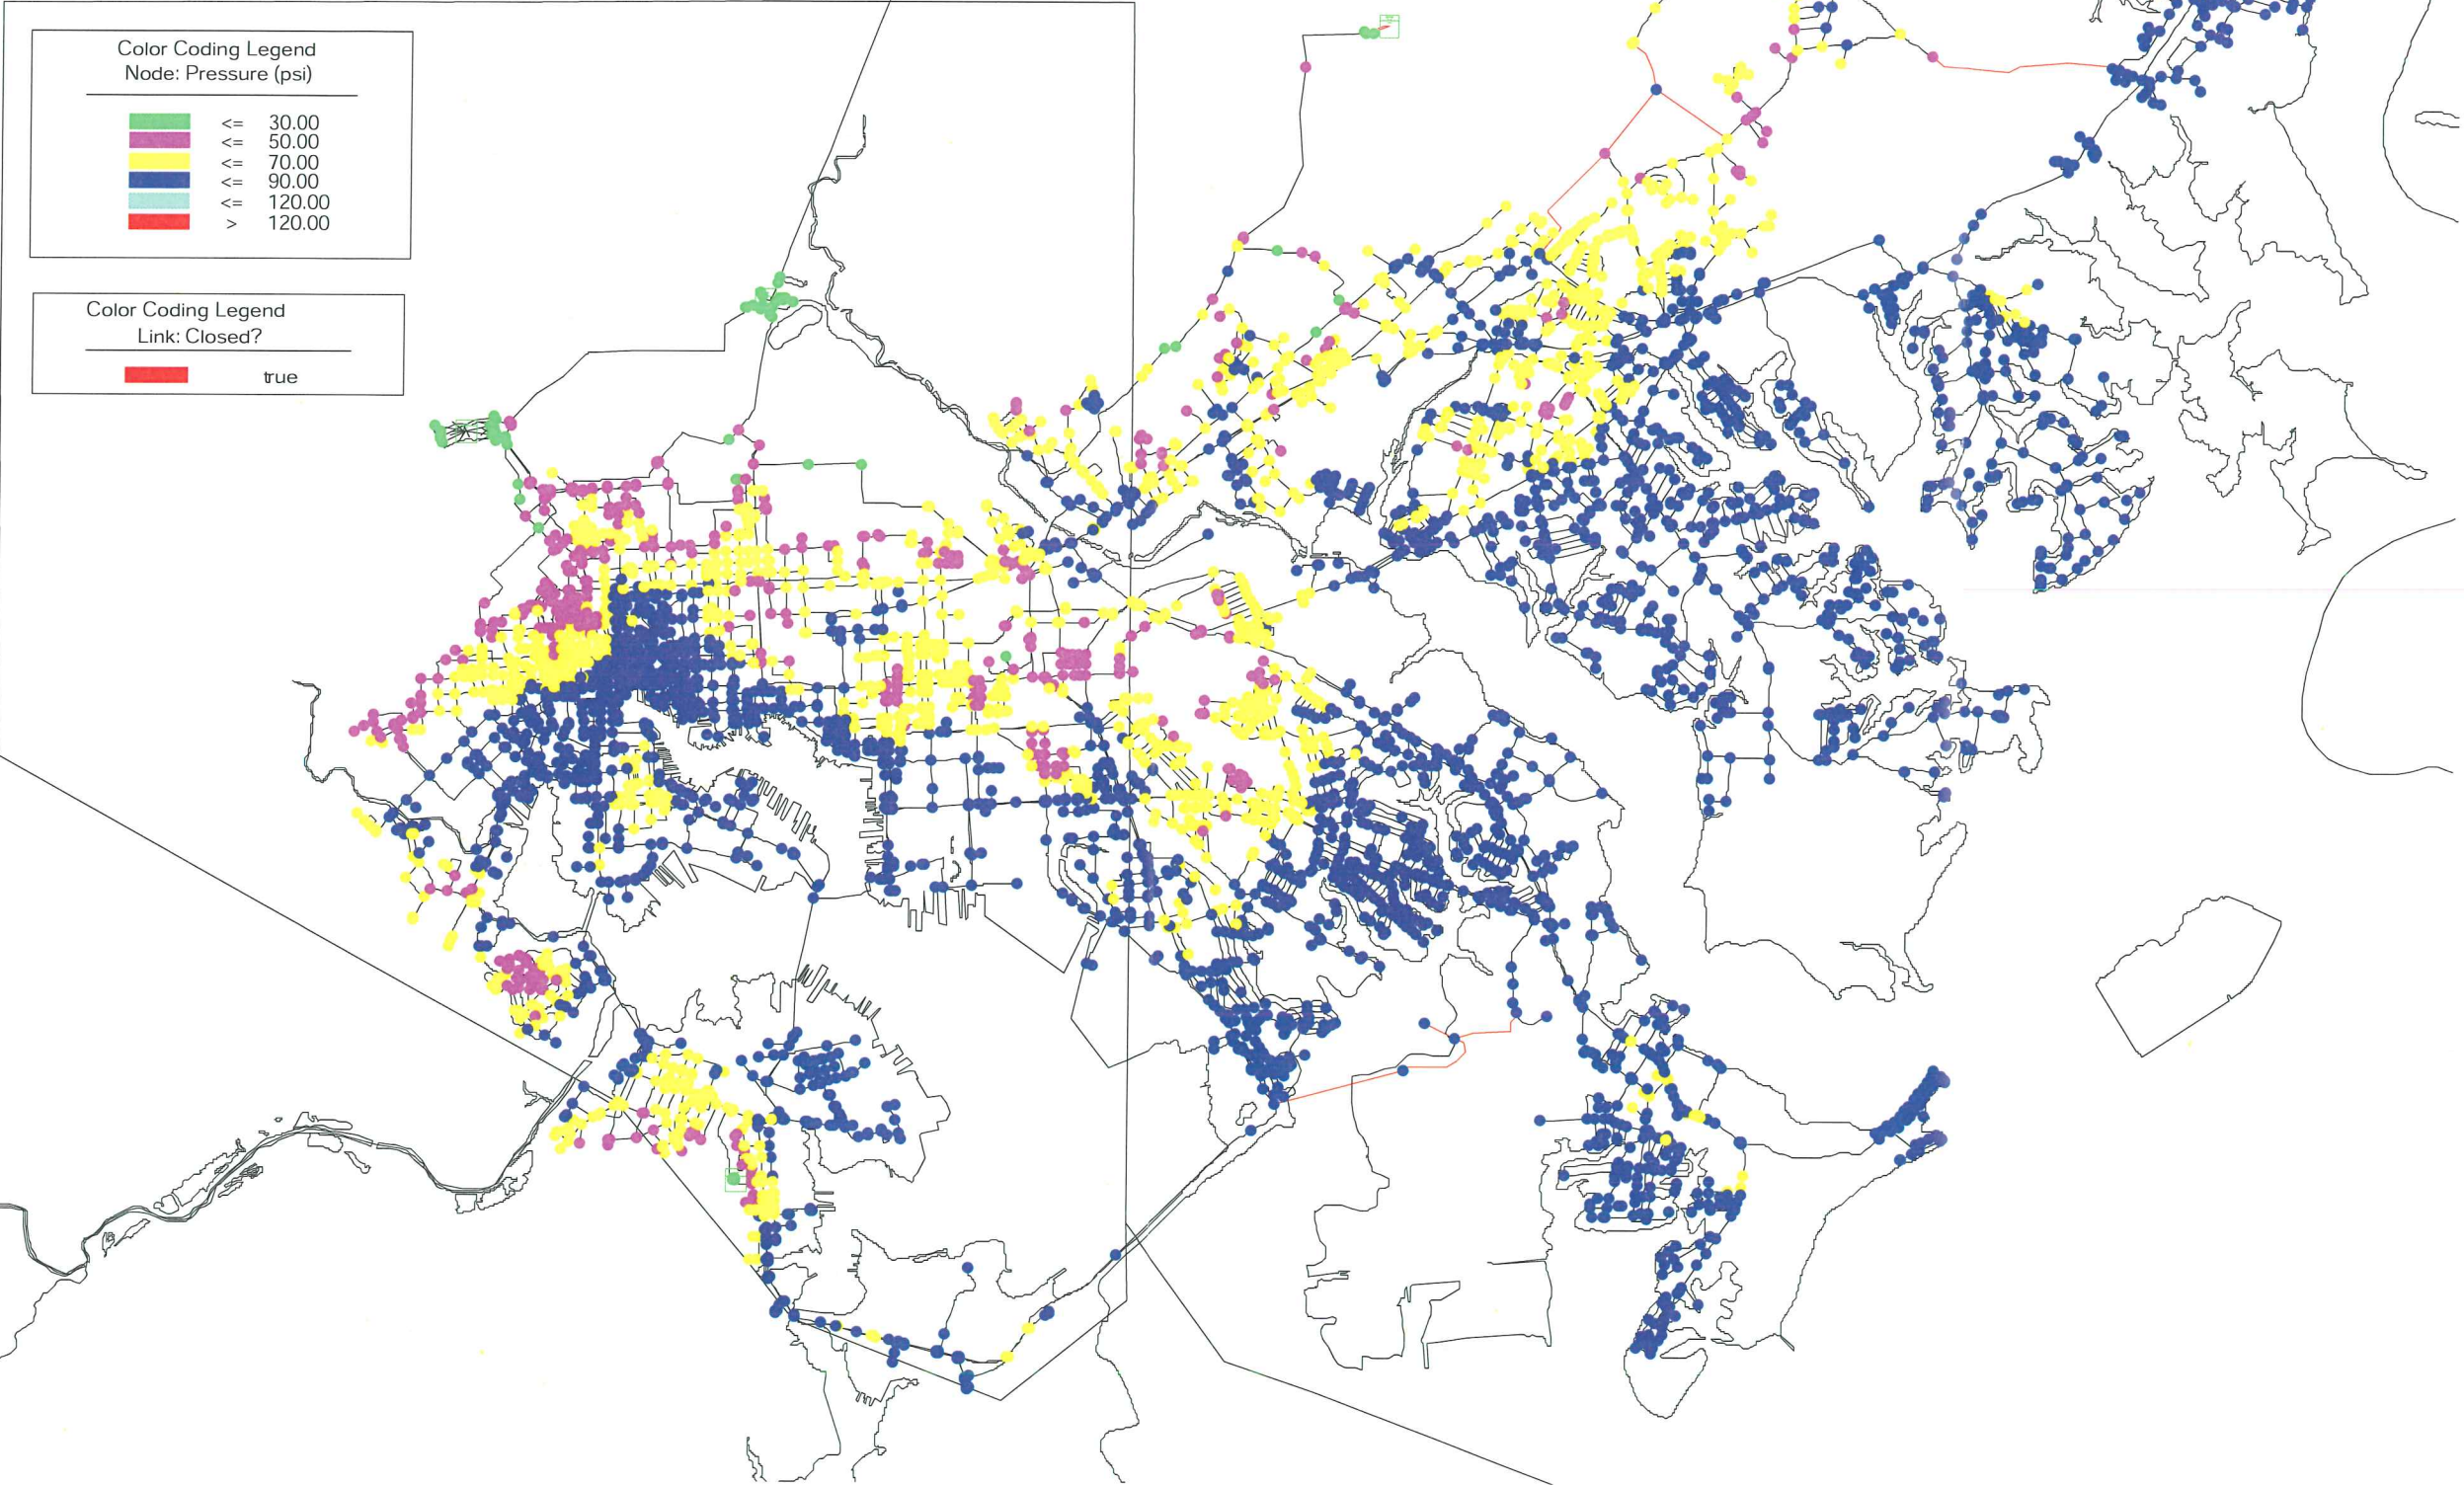 Color Coding Legend
Node: Pressure (psi)
<= 30.00
<= 50.00
<= 70.00
<= 90.00
<= 120.00
> 120.00
Color Coding Legend
Link: Closed?
true